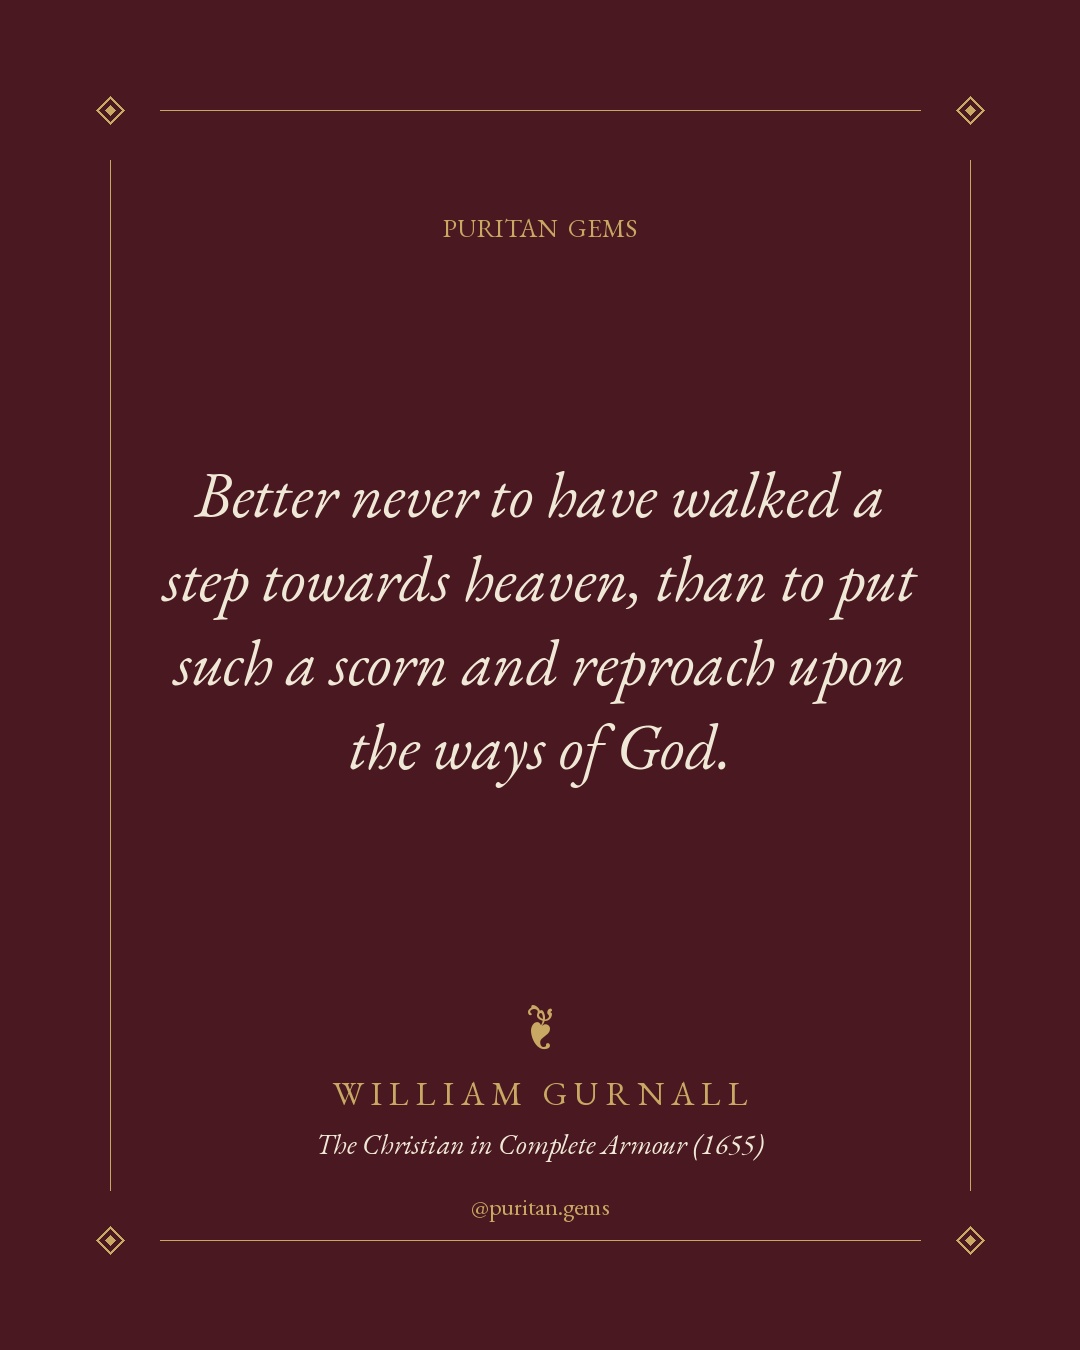 PURITAN GEMS
Better never to have walked a
step towards heaven, than to put
such a scorn and reproach upon
the ways of God.
WILLIAM GURNALL
The Christian in Complete Armour (1655)
@puritan.gems